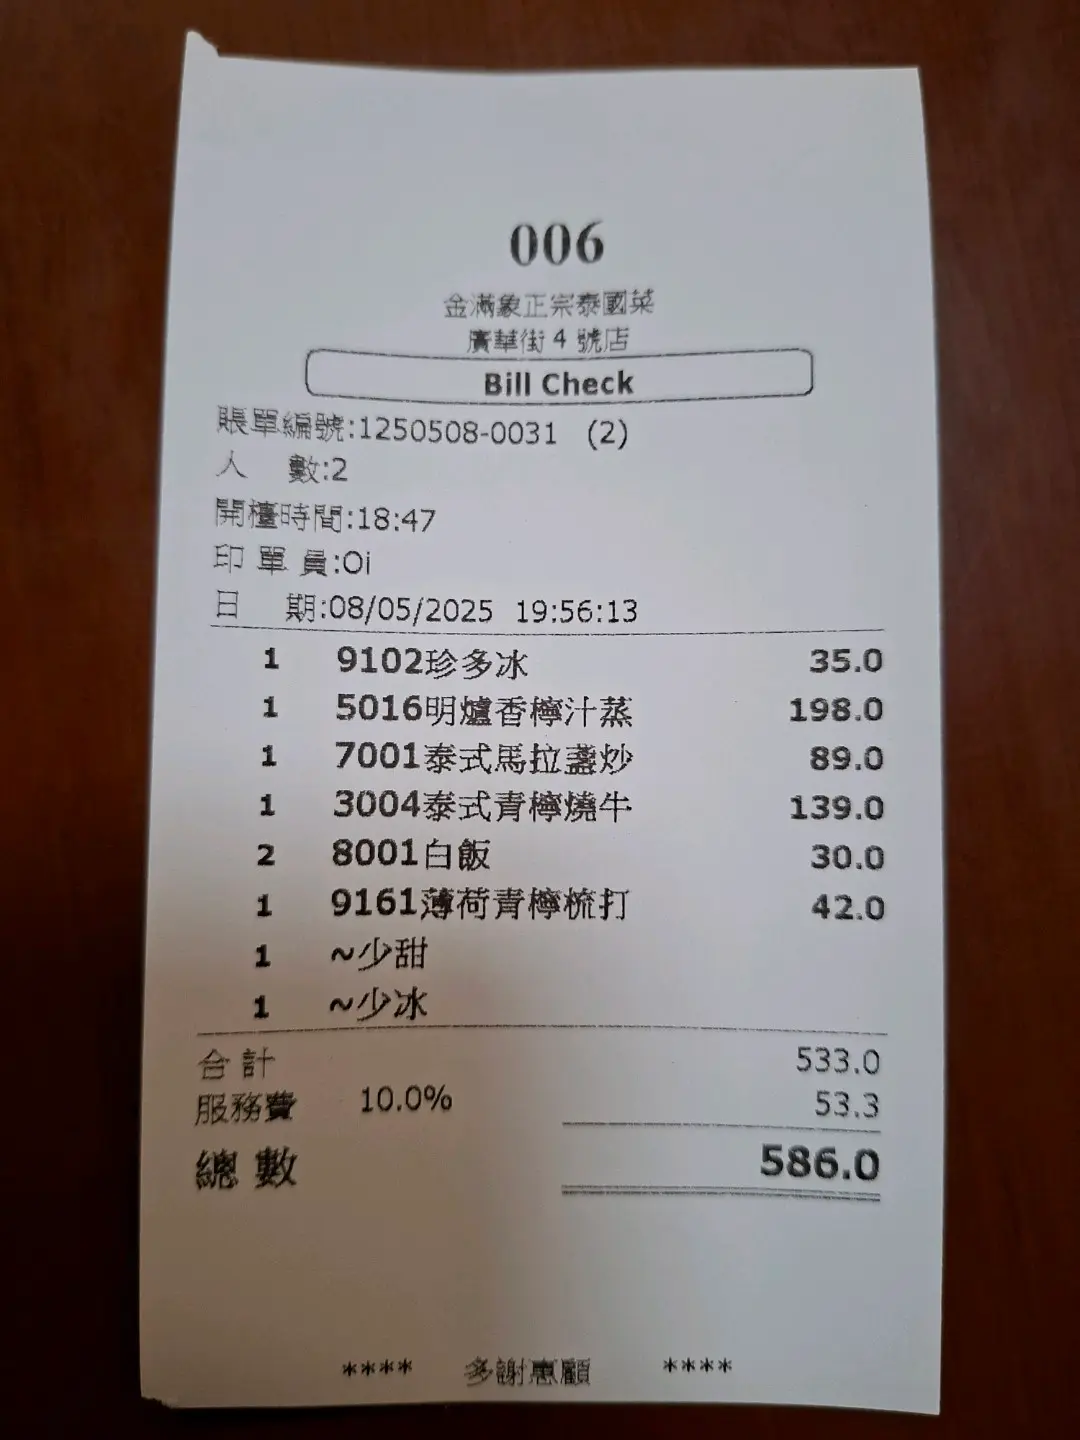 006
金滿象正宗泰國菜
廣華街 4 號店
Bill Check
賬單編號:1250508-0031 (2)
人 數:2
開檯時間:18:47
印 單 員:Oi
日 期:08/05/2025 19:56:13
1 9102珍多冰 35.0
1 5016明爐香檸汁蒸 198.0
1 7001泰式馬拉盞炒 89.0
1 3004泰式青檸燒牛 139.0
2 8001白飯 30.0
1 9161薄荷青檸梳打 42.0
1 ~少甜
1 ~少冰
合 計 533.0
服務費 10.0% 53.3
總 數 586.0
**** 多謝惠顧 ****